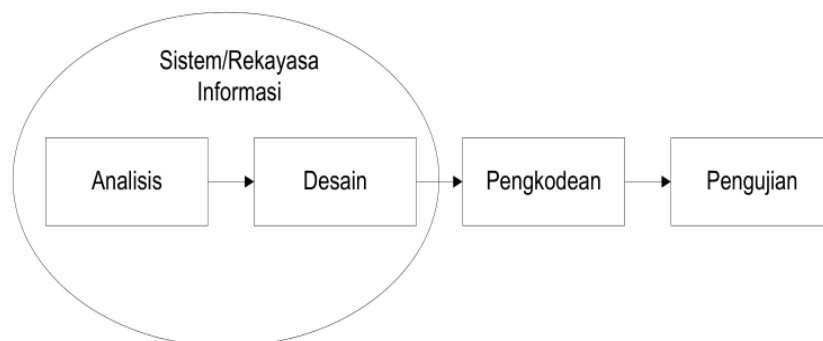 Sistem/Rekayasa
Informasi
Analisis
Desain
Pengkodean
Pengujian